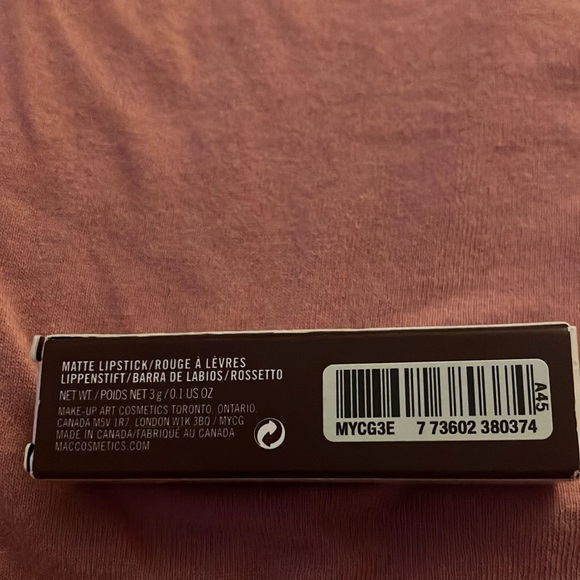 MATTE LIPSTICK/ROUGE À LÈVRES
LIPPENSTIFT/BARRA DE LABIOS/ROSSETTO
NET WT./POIDS NET 3 g/0.1 US OZ
MAKE-UP ART COSMETICS TORONTO, ONTARIO,
CANADA M5V 1R7, LONDON W1K 3BQ / MYCG
MADE IN CANADA/FABRIQUÉ AU CANADA
MACCOSMETICS.COM
A45
MYCG3E 7 73602 380374